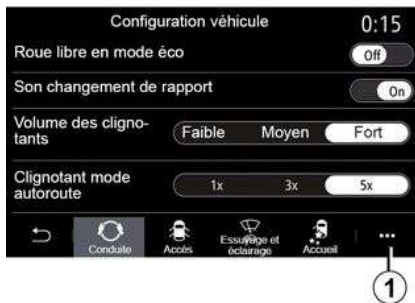 Configuration véhicule 0:15
Roue libre en mode éco Off
Son changement de rapport On
Volume des cligno-
tants
Faible Moyen Fort
Clignotant mode
autoroute
1x 3x 5x
Conduite Accès Essuyage et
éclairage Accueil ...
1